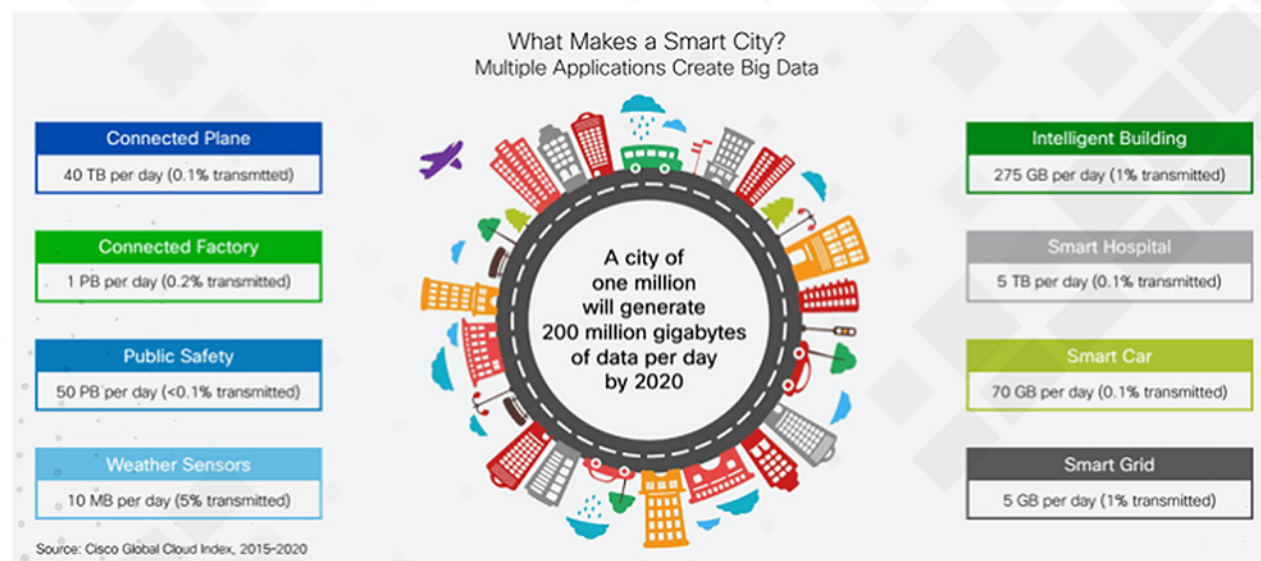 What Makes a Smart City?
Multiple Applications Create Big Data
Connected Plane
40 TB per day (0.1% transmtted)
Connected Factory
1 PB per day (0.2% transmitted)
Public Safety
50 PB per day (<0.1% transmitted)
Weather Sensors
10 MB per day (5% transmitted)
A city of
one million
will generate
200 million gigabytes
of data per day
by 2020
Intelligent Building
275 GB per day (1% transmitted)
Smart Hospital
5 TB per day (0.1% transmitted)
Smart Car
70 GB per day (0.1% transmitted)
Smart Grid
5 GB per day (1% transmitted)
Source: Cisco Global Cloud Index, 2015–2020